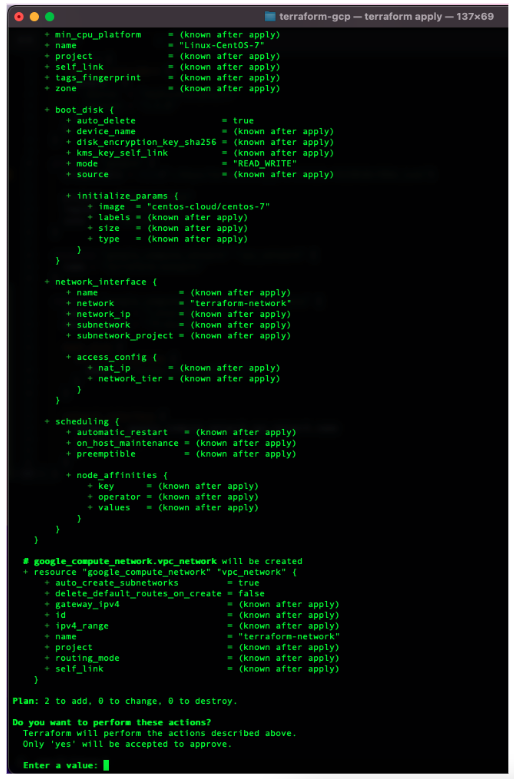 terraform-gcp — terraform apply — 137×69
+ min_cpu_platform     = (known after apply)
+ name                 = "Linux-CentOS-7"
+ project              = (known after apply)
+ self_link            = (known after apply)
+ tags_fingerprint     = (known after apply)
+ zone                 = (known after apply)
+ boot_disk {
+ auto_delete                = true
+ device_name                = (known after apply)
+ disk_encryption_key_sha256 = (known after apply)
+ kms_key_self_link          = (known after apply)
+ mode                       = "READ_WRITE"
+ source                     = (known after apply)
+ initialize_params {
+ image  = "centos-cloud/centos-7"
+ labels = (known after apply)
+ size   = (known after apply)
+ type   = (known after apply)
}
}
+ network_interface {
+ name               = (known after apply)
+ network            = "terraform-network"
+ network_ip         = (known after apply)
+ subnetwork         = (known after apply)
+ subnetwork_project = (known after apply)
+ access_config {
+ nat_ip       = (known after apply)
+ network_tier = (known after apply)
}
}
+ scheduling {
+ automatic_restart   = (known after apply)
+ on_host_maintenance = (known after apply)
+ preemptible         = (known after apply)
+ node_affinities {
+ key      = (known after apply)
+ operator = (known after apply)
+ values   = (known after apply)
}
}
}
# google_compute_network.vpc_network will be created
+ resource "google_compute_network" "vpc_network" {
+ auto_create_subnetworks         = true
+ delete_default_routes_on_create = false
+ gateway_ipv4                    = (known after apply)
+ id                              = (known after apply)
+ ipv4_range                      = (known after apply)
+ name                            = "terraform-network"
+ project                         = (known after apply)
+ routing_mode                    = (known after apply)
+ self_link                       = (known after apply)
}
Plan: 2 to add, 0 to change, 0 to destroy.
Do you want to perform these actions?
Terraform will perform the actions described above.
Only 'yes' will be accepted to approve.
Enter a value: